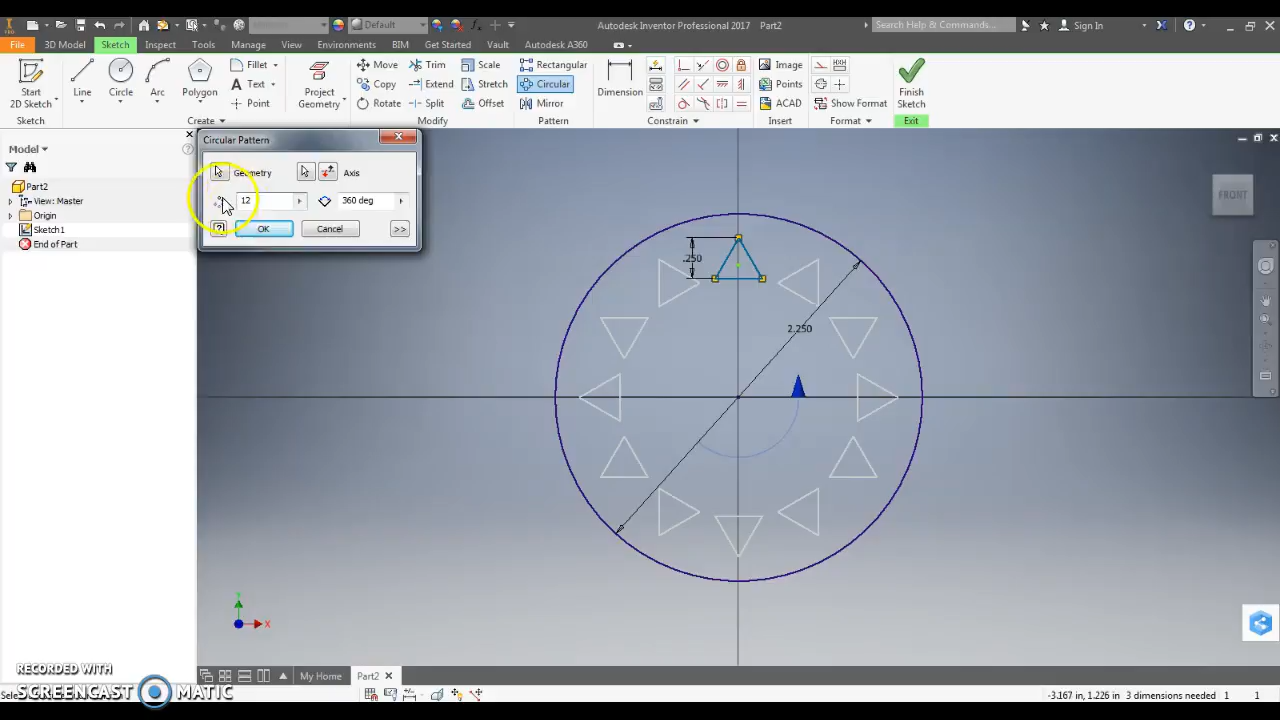 Default
Autodesk Inventor Professional 2017 Part2
Search Help & Commands...
Sign In
File 3D Model Sketch Inspect Tools Manage View Environments BIM Get Started Vault Autodesk A360
Start
2D Sketch
Sketch
Line
Circle
Arc
Polygon
Fillet
Text
Point
Create
Project
Geometry
Move
Copy
Rotate
Trim
Extend
Split
Scale
Stretch
Offset
Modify
Rectangular
Circular
Mirror
Pattern
Dimension
Constrain
Image
Points
ACAD
Insert
Show Format
Format
Finish
Sketch
Exit
Model
Part2
View: Master
Origin
Sketch1
End of Part
Circular Pattern
Geometry
Axis
12
360 deg
OK
Cancel
>>
.250
2.250
FRONT
Y
X
My Home
Part2
RECORDED WITH
SCREENCAST MATIC
-3.167 in, 1.226 in 3 dimensions needed 1 1